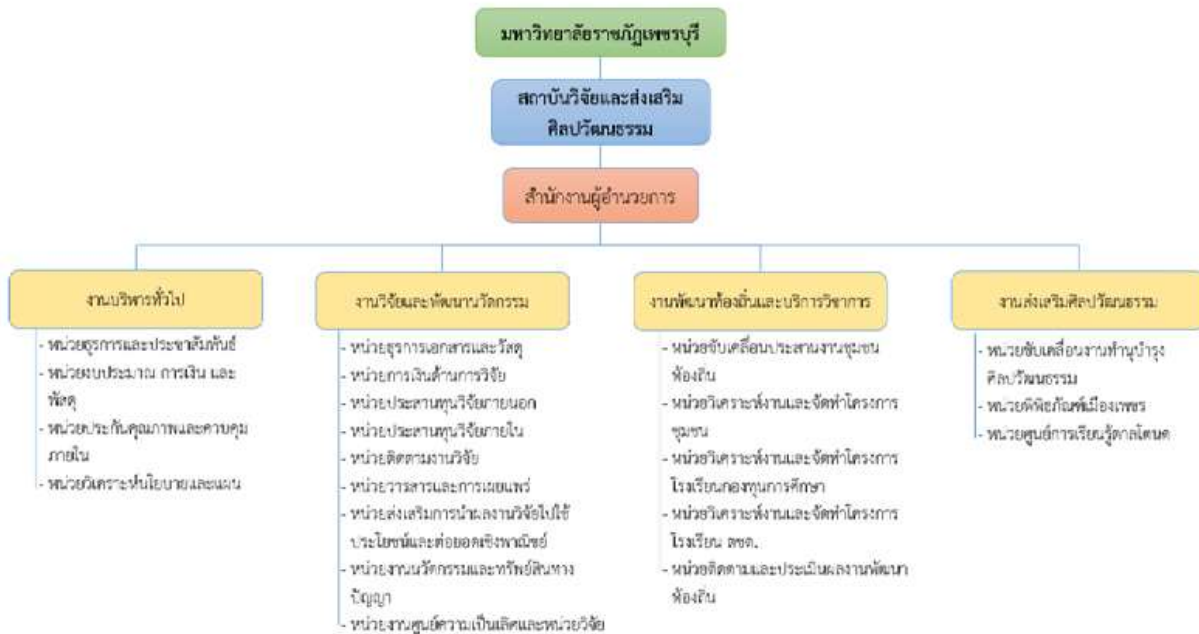 มหาวิทยาลัยราชภัฏเพชรบุรี
สถาบันวิจัยและส่งเสริม
ศิลปวัฒนธรรม
สำนักงานผู้อำนวยการ
งานบริหารทั่วไป
- หน่วยธุรการและประชาสัมพันธ์
- หน่วยงบประมาณ การเงิน และ
พัสดุ
- หน่วยประกันคุณภาพและควบคุม
ภายใน
- หน่วยวิเคราะห์นโยบายและแผน
งานวิจัยและพัฒนานวัตกรรม
- หน่วยธุรการเอกสารและวัสดุ
- หน่วยการเงินด้านการวิจัย
- หน่วยประสานทุนวิจัยภายนอก
- หน่วยประสานทุนวิจัยภายใน
- หน่วยติดตามงานวิจัย
- หน่วยวารสารและการเผยแพร่
- หน่วยส่งเสริมการนำผลงานวิจัยไปใช้
ประโยชน์และต่อยอดเชิงพาณิชย์
- หน่วยงานนวัตกรรมและทรัพย์สินทาง
ปัญญา
- หน่วยงานศูนย์ความเป็นเลิศและหน่วยวิจัย
งานพัฒนาท้องถิ่นและบริการวิชาการ
- หน่วยขับเคลื่อนประสานงานชุมชน
ท้องถิ่น
- หน่วยวิเคราะห์งานและจัดทำโครงการ
ชุมชน
- หน่วยวิเคราะห์งานและจัดทำโครงการ
โรงเรียนกองทุนการศึกษา
- หน่วยวิเคราะห์งานและจัดทำโครงการ
โรงเรียน ตชด.
- หน่วยติดตามและประเมินผลงานพัฒนา
ท้องถิ่น
งานส่งเสริมศิลปวัฒนธรรม
- หน่วยขับเคลื่อนงานทำนุบำรุง
ศิลปวัฒนธรรม
- หน่วยพิพิธภัณฑ์เมืองเพชร
- หน่วยศูนย์การเรียนรู้ตาลโตนด